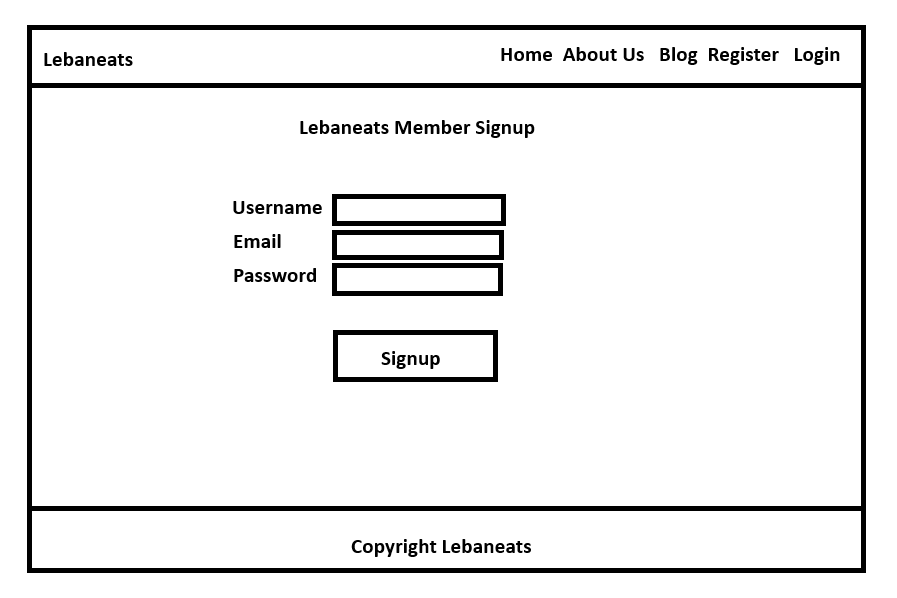 Lebaneats
Home About Us Blog Register Login
Lebaneats Member Signup
Username
Email
Password
Signup
Copyright Lebaneats